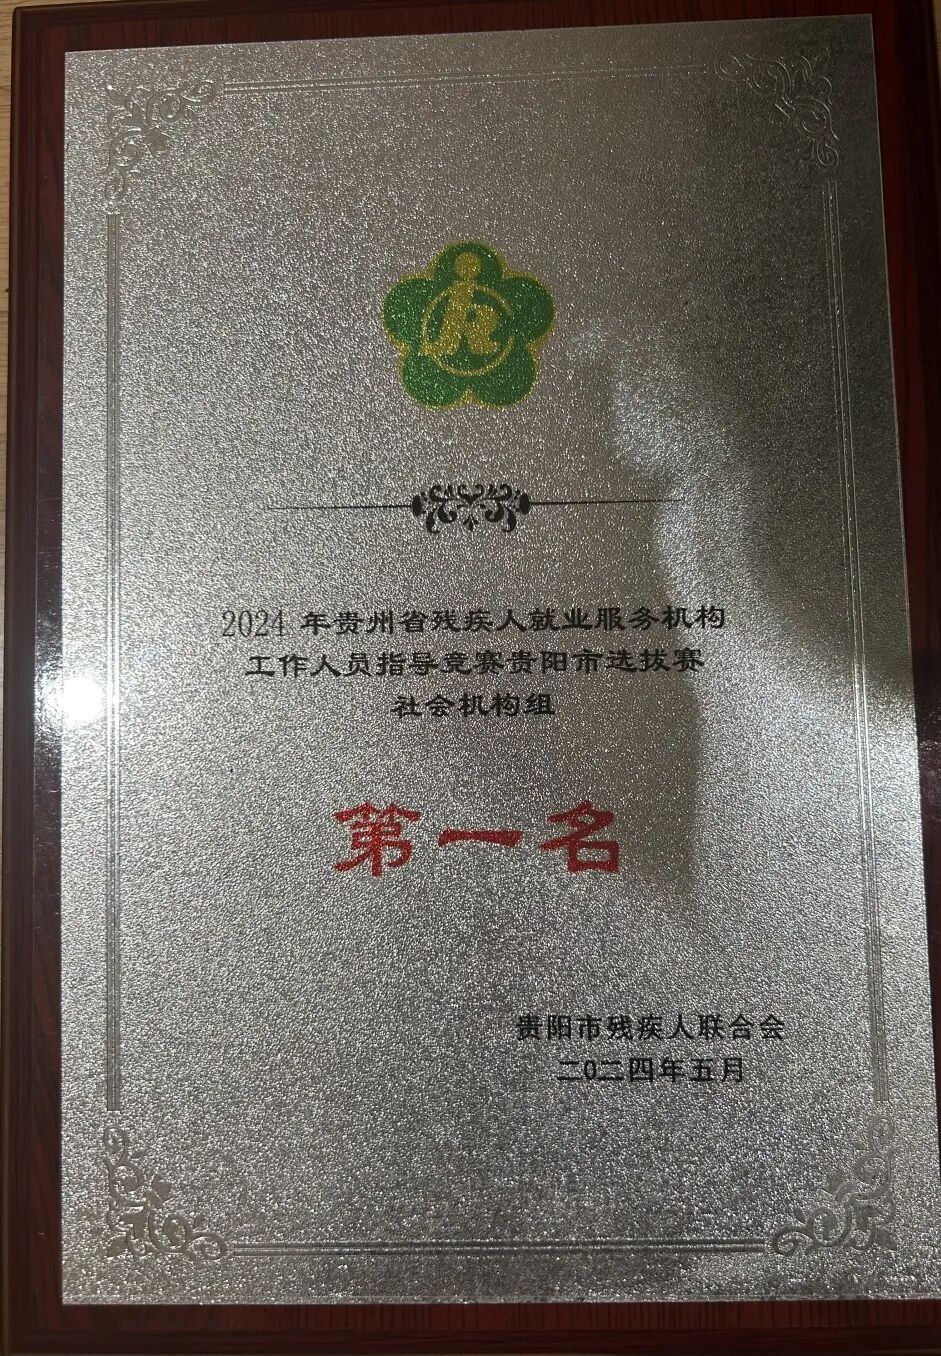 2024 年贵州省残疾人就业服务机构
工作人员指导竞赛贵阳市选拔赛
社会机构组
第一名
贵阳市残疾人联合会
二0二四年五月